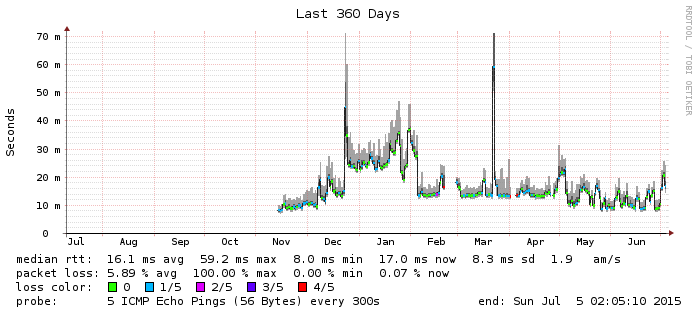 Last 360 Days
RRDTOOL / TOBI OETIKER
Seconds
70 m
60 m
50 m
40 m
30 m
20 m
10 m
0
Jul Aug Sep Oct Nov Dec Jan Feb Mar Apr May Jun
median rtt: 16.1 ms avg 59.2 ms max 8.0 ms min 17.0 ms now 8.3 ms sd 1.9 am/s
packet loss: 5.89 % avg 100.00 % max 0.00 % min 0.07 % now
loss color: 0 1/5 2/5 3/5 4/5
probe: 5 ICMP Echo Pings (56 Bytes) every 300s end: Sun Jul 5 02:05:10 2015